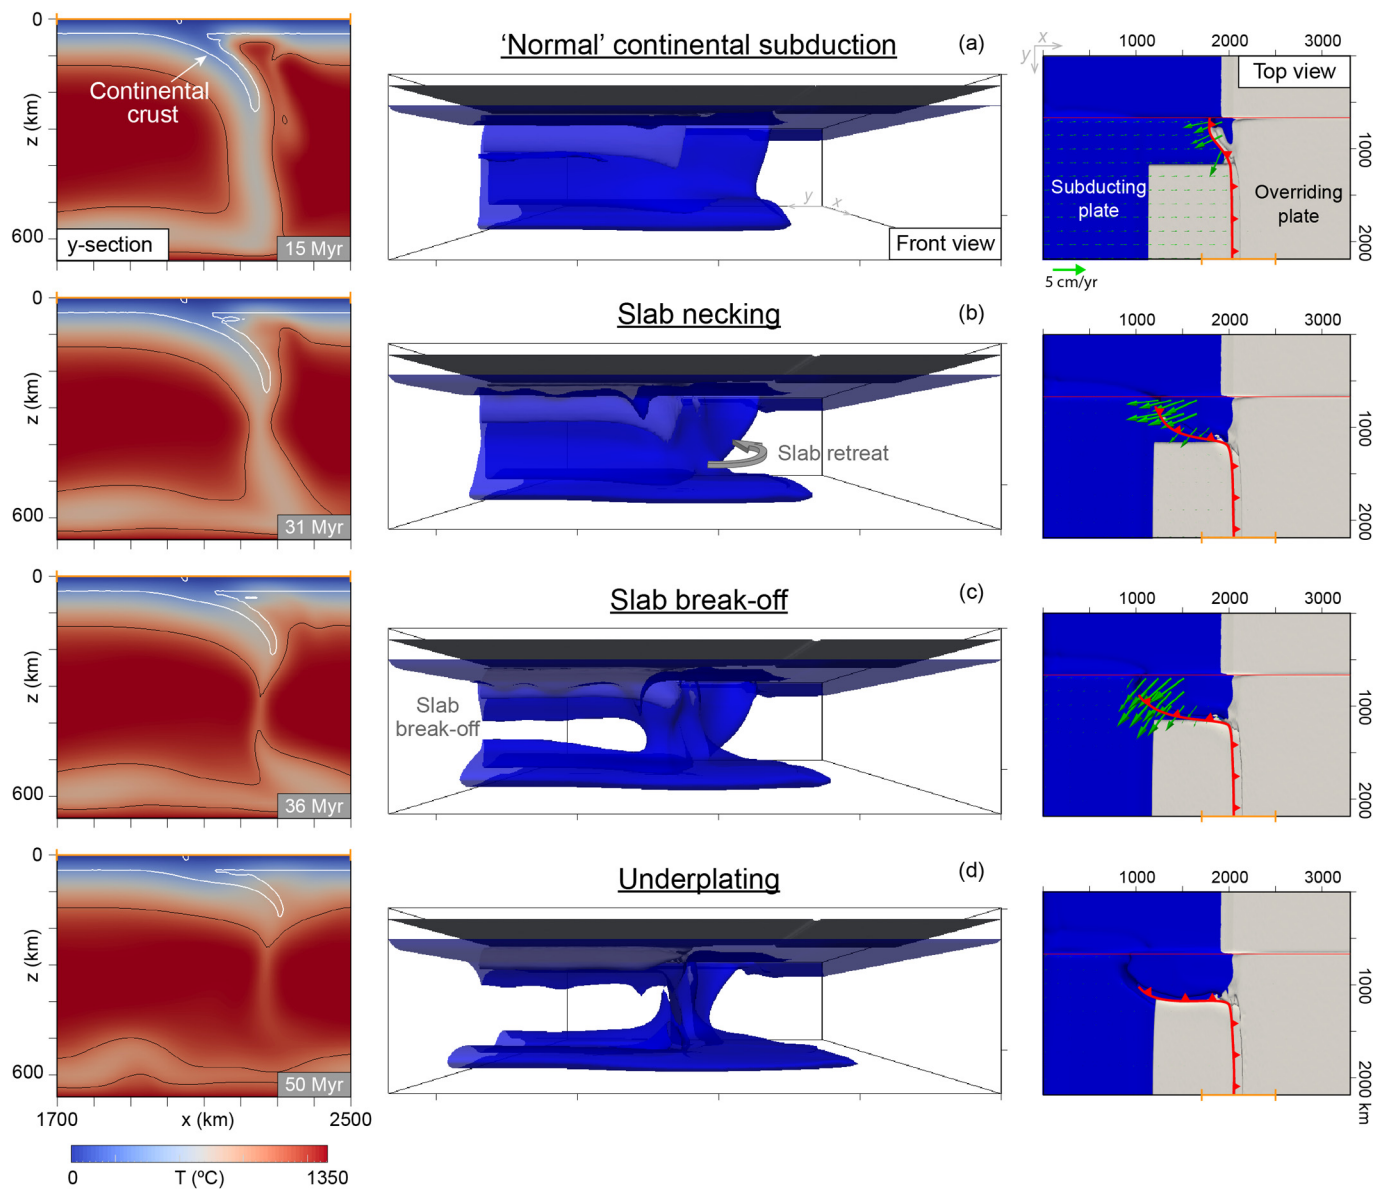 'Normal' continental subduction
(a)
0
z (km)
600
Continental
crust
y-section
15 Myr
y
x
Front view
x
y
1000
2000
3000
Top view
1000
2000
Subducting
plate
Overriding
plate
5 cm/yr
Slab necking
(b)
0
z (km)
600
31 Myr
Slab retreat
1000
2000
3000
1000
2000
Slab break-off
(c)
0
z (km)
600
36 Myr
Slab
break-off
1000
2000
3000
1000
2000
Underplating
(d)
0
z (km)
600
50 Myr
1700
x (km)
2500
0
T (ºC)
1350
1000
2000
3000
1000
2000 km